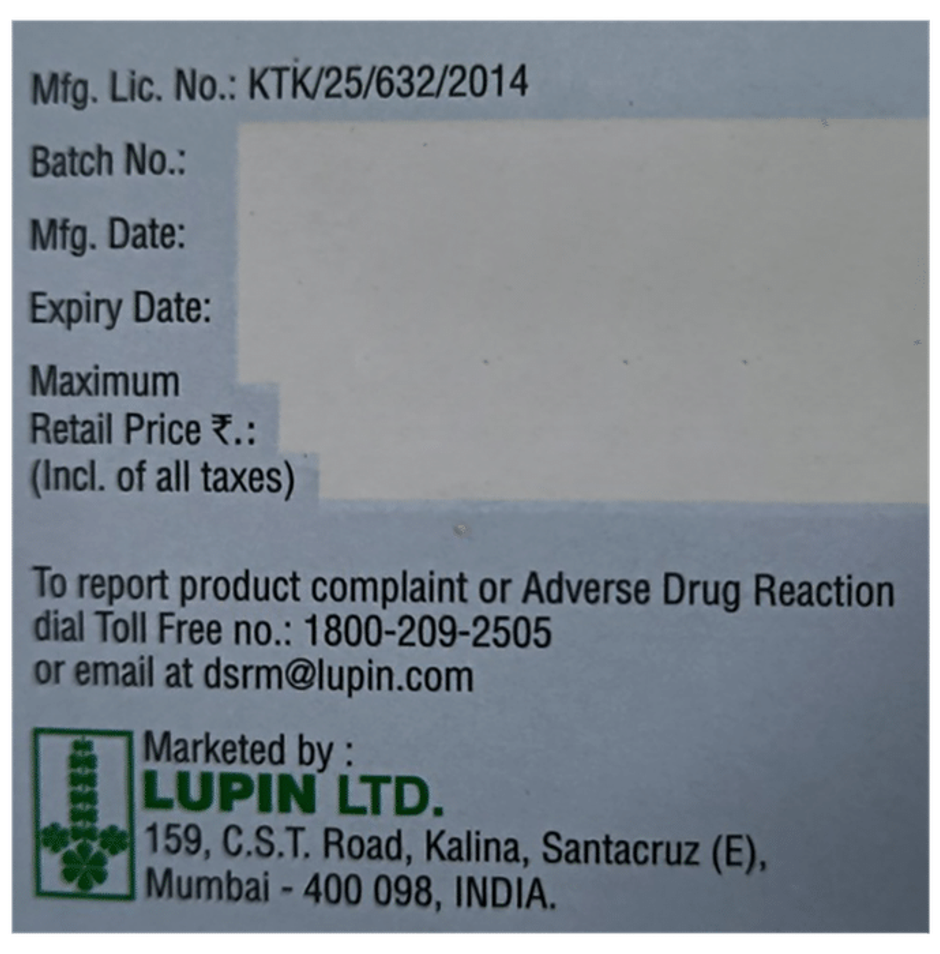 Mfg. Lic. No.: KTK/25/632/2014
Batch No.:
Mfg. Date:
Expiry Date:
Maximum
Retail Price ₹.:
(Incl. of all taxes)
To report product complaint or Adverse Drug Reaction
dial Toll Free no.: 1800-209-2505
or email at dsrm@lupin.com
Marketed by :
LUPIN LTD.
159, C.S.T. Road, Kalina, Santacruz (E),
Mumbai - 400 098, INDIA.